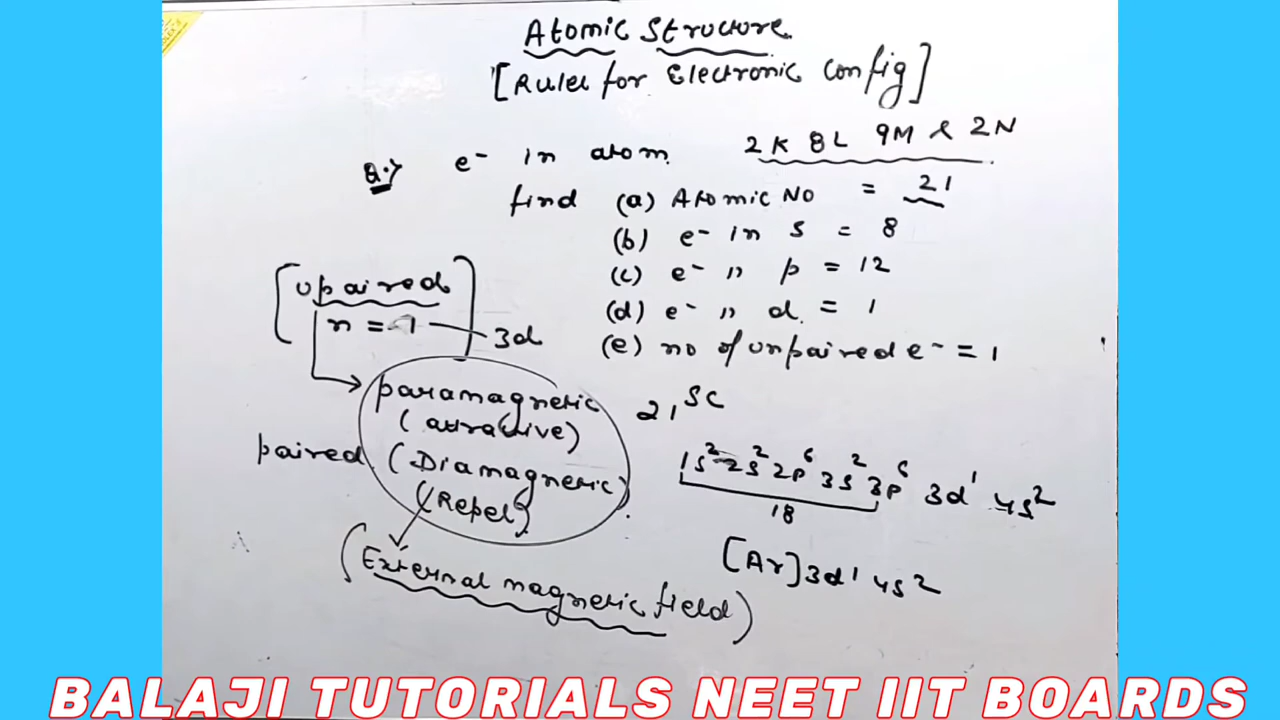 Atomic Structure
[Rules for Electronic Config]
Q.> e- in atom 2K 8L 9M & 2N
find (a) Atomic No = 21
(b) e- in s = 8
(c) e- " p = 12
(d) e- " d = 1
(e) no of unpaired e- = 1
[upaired]
n = 1 — 3d
paramagnetic
(attractive)
paired (Diamagnetic)
(Repel)
(External magnetic field)
21 Sc
1s² 2s² 2p⁶ 3s² 3p⁶ 3d¹ 4s²
18
[Ar] 3d¹ 4s²
BALAJI TUTORIALS NEET IIT BOARDS